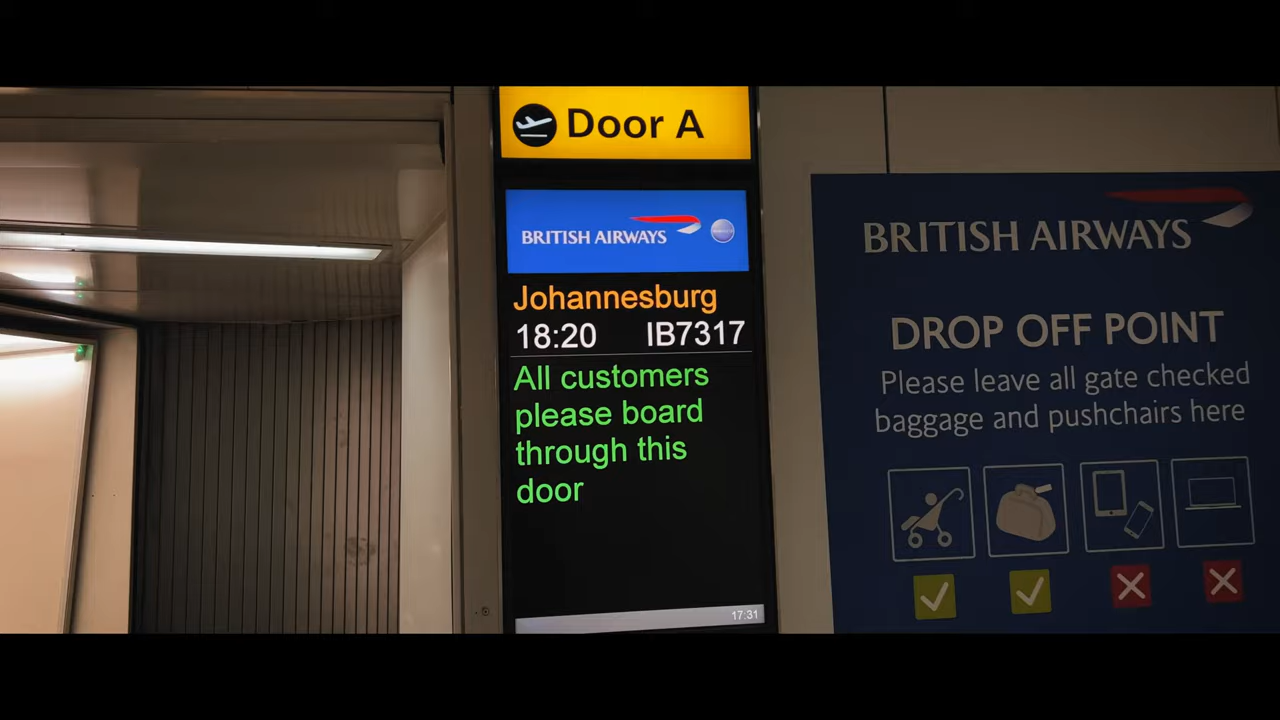 Door A
BRITISH AIRWAYS
Johannesburg
18:20 IB7317
All customers
please board
through this
door
17:31
BRITISH AIRWAYS
DROP OFF POINT
Please leave all gate checked
baggage and pushchairs here